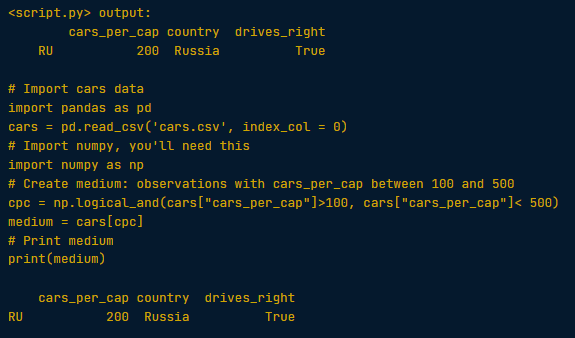 <script.py> output:
        cars_per_cap country  drives_right
    RU           200  Russia          True

# Import cars data
import pandas as pd
cars = pd.read_csv('cars.csv', index_col = 0)
# Import numpy, you'll need this
import numpy as np
# Create medium: observations with cars_per_cap between 100 and 500
cpc = np.logical_and(cars["cars_per_cap"]>100, cars["cars_per_cap"]< 500)
medium = cars[cpc]
# Print medium
print(medium)

    cars_per_cap country  drives_right
RU           200  Russia          True